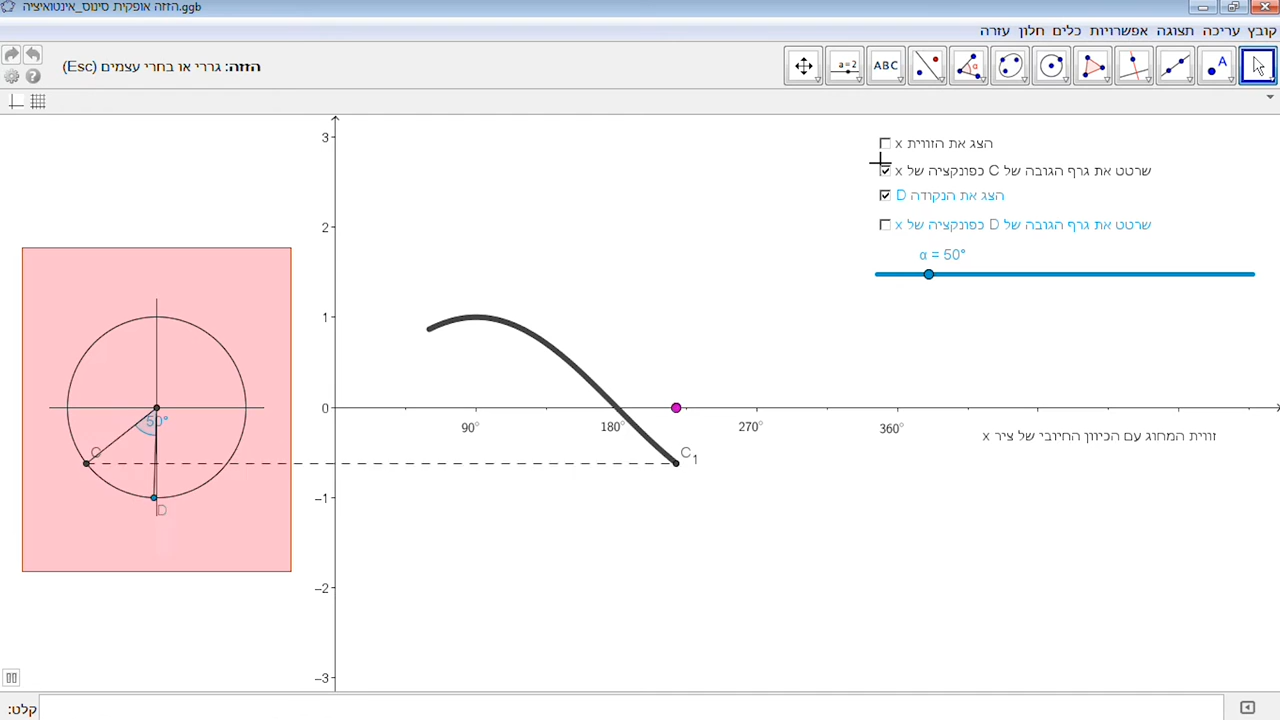 הזזה אופקית סינוס_אינטואיציה.ggb
קובץ עריכה תצוגה אפשרויות כלים חלון עזרה
הזזה: גררי או בחרי עצמים (Esc)
a=2
ABC
α
A
הצג את הזווית x
שרטט את גרף הגובה של C כפונקציה של x
הצג את הנקודה D
שרטט את גרף הגובה של D כפונקציה של x
α = 50°
3
2
1
0
–1
–2
–3
90°
180°
270°
360°
זווית המחוג עם הכיוון החיובי של ציר x
50°
C
D
C1
קלט: